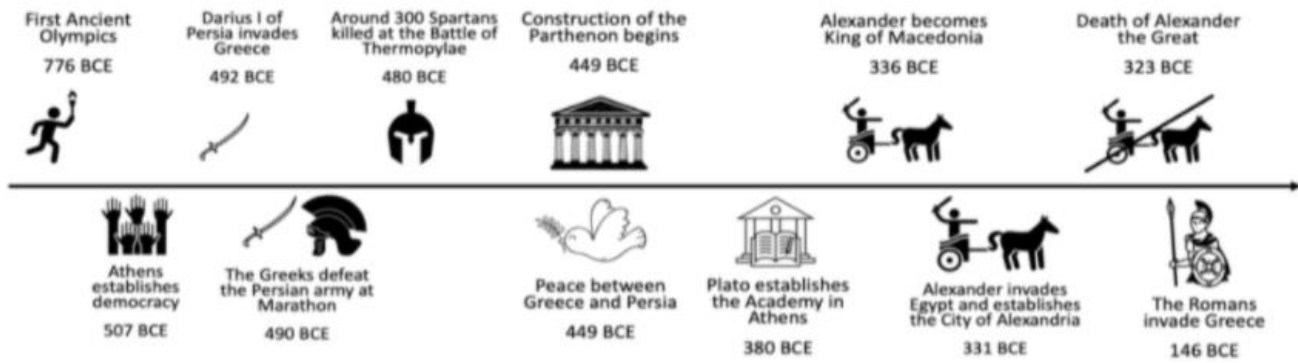 First Ancient
Olympics
776 BCE
Darius I of
Persia invades
Greece
492 BCE
Around 300 Spartans
killed at the Battle of
Thermopylae
480 BCE
Construction of the
Parthenon begins
449 BCE
Alexander becomes
King of Macedonia
336 BCE
Death of Alexander
the Great
323 BCE
Athens
establishes
democracy
507 BCE
The Greeks defeat
the Persian army at
Marathon
490 BCE
Peace between
Greece and Persia
449 BCE
Plato establishes
the Academy in
Athens
380 BCE
Alexander invades
Egypt and establishes
the City of Alexandria
331 BCE
The Romans
invade Greece
146 BCE